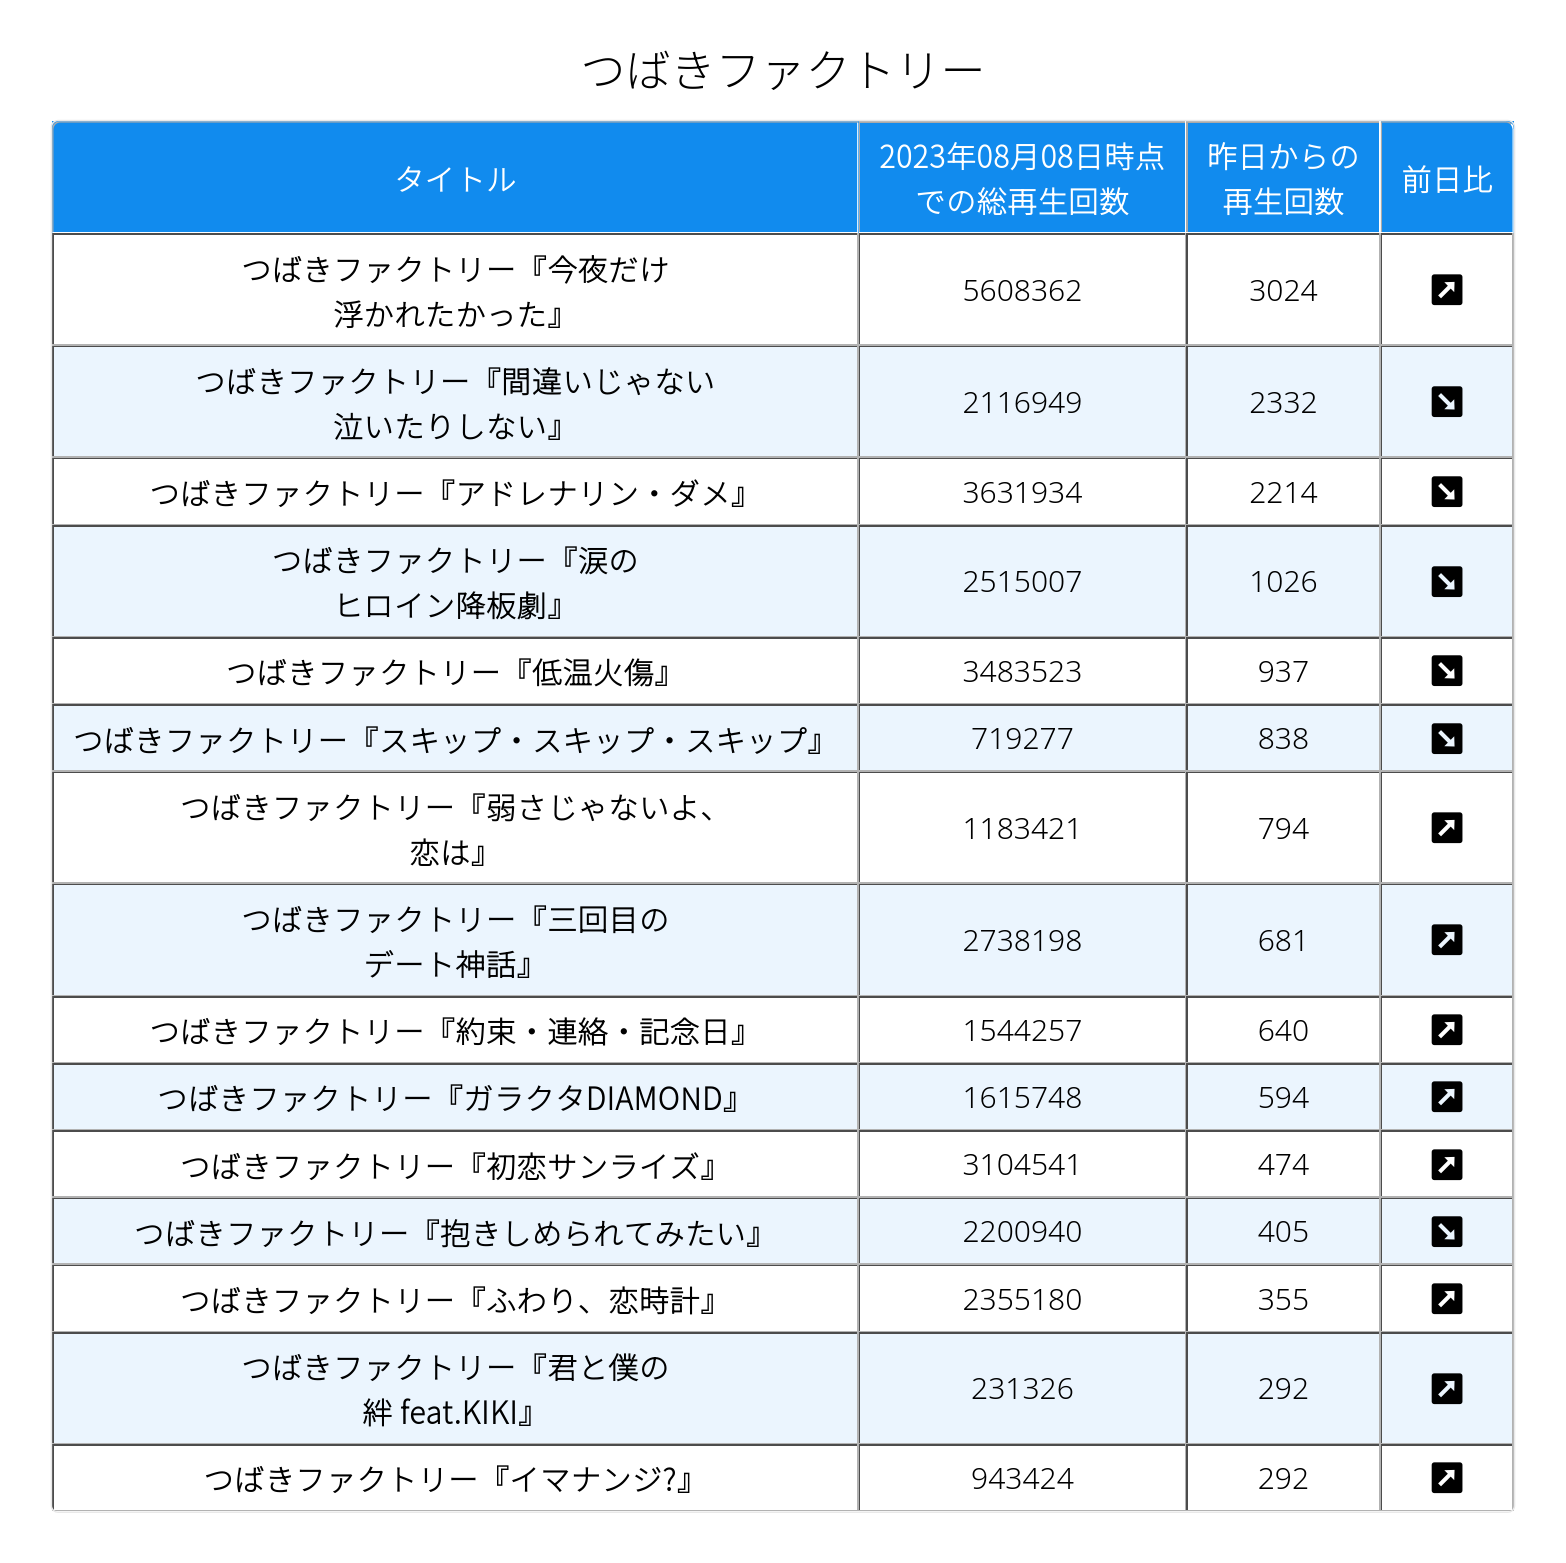 つばきファクトリー
タイトル
2023年08月08日時点
での総再生回数
昨日からの
再生回数
前日比
つばきファクトリー『今夜だけ
浮かれたかった』
5608362
3024
つばきファクトリー『間違いじゃない
泣いたりしない』
2116949
2332
つばきファクトリー『アドレナリン・ダメ』
3631934
2214
つばきファクトリー『涙の
ヒロイン降板劇』
2515007
1026
つばきファクトリー『低温火傷』
3483523
937
つばきファクトリー『スキップ・スキップ・スキップ』
719277
838
つばきファクトリー『弱さじゃないよ、
恋は』
1183421
794
つばきファクトリー『三回目の
デート神話』
2738198
681
つばきファクトリー『約束・連絡・記念日』
1544257
640
つばきファクトリー『ガラクタDIAMOND』
1615748
594
つばきファクトリー『初恋サンライズ』
3104541
474
つばきファクトリー『抱きしめられてみたい』
2200940
405
つばきファクトリー『ふわり、恋時計』
2355180
355
つばきファクトリー『君と僕の
絆 feat.KIKI』
231326
292
つばきファクトリー『イマナンジ?』
943424
292